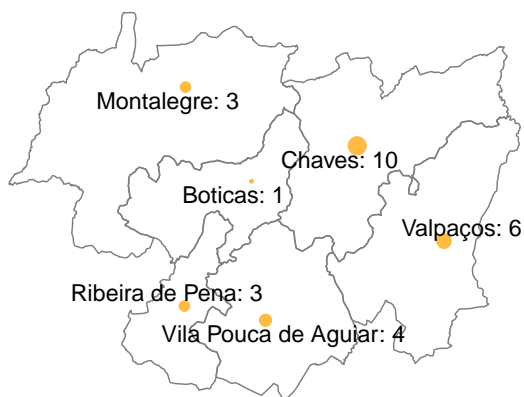 Montalegre: 3
Chaves: 10
Boticas: 1
Valpaços: 6
Ribeira de Pena: 3
Vila Pouca de Aguiar: 4